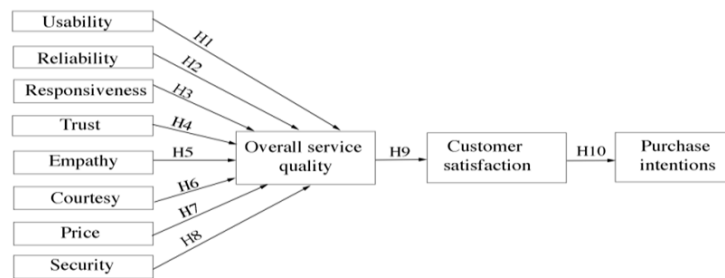 Usability
H1
Reliability
H2
Responsiveness
H3
Trust
H4
Empathy
H5
Courtesy
H6
Price
H7
Security
H8
Overall service
quality
H9
Customer
satisfaction
H10
Purchase
intentions